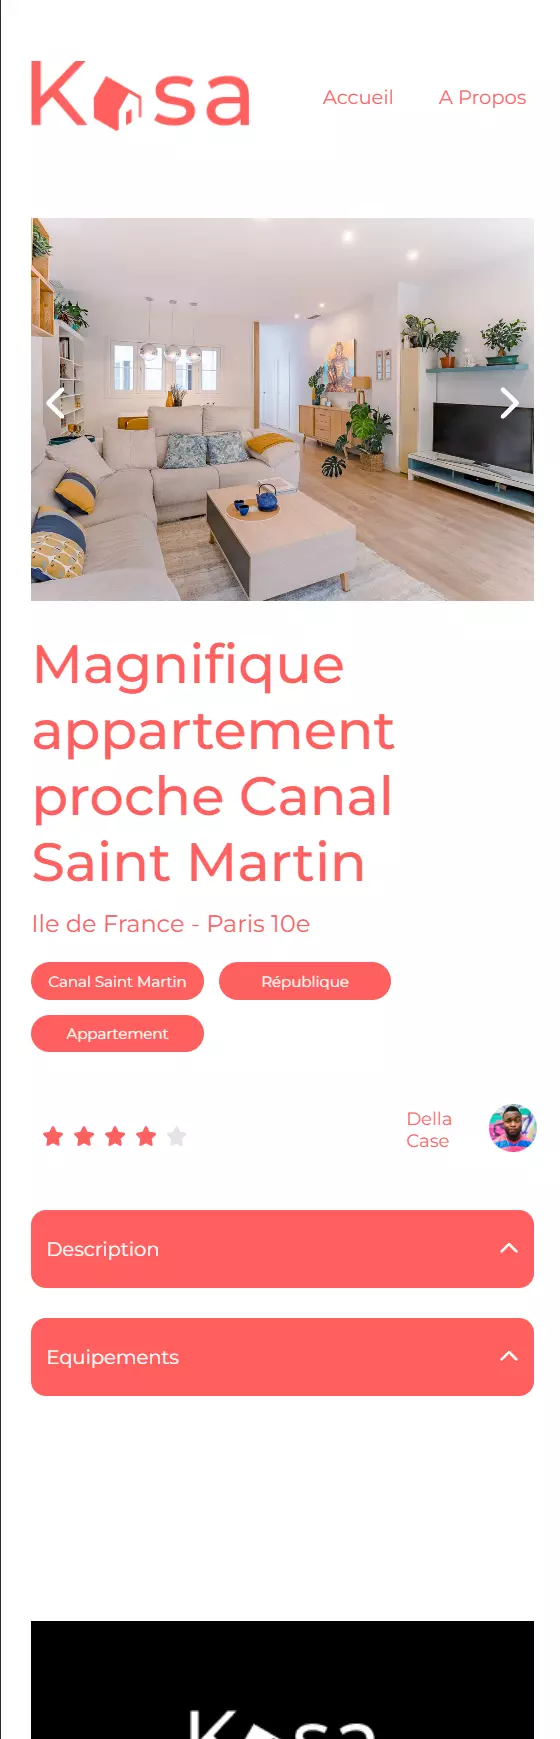 Kasa
Accueil A Propos
Magnifique
appartement
proche Canal
Saint Martin
Ile de France - Paris 10e
Canal Saint Martin République
Appartement
Della
Case
Description
Equipements
Kasa